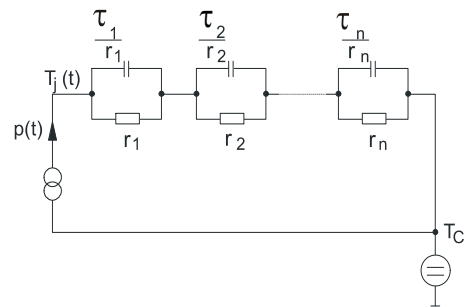 τ1/r1 τ2/r2 τn/rn
Tj (t)
p(t)
r1 r2 rn
TC